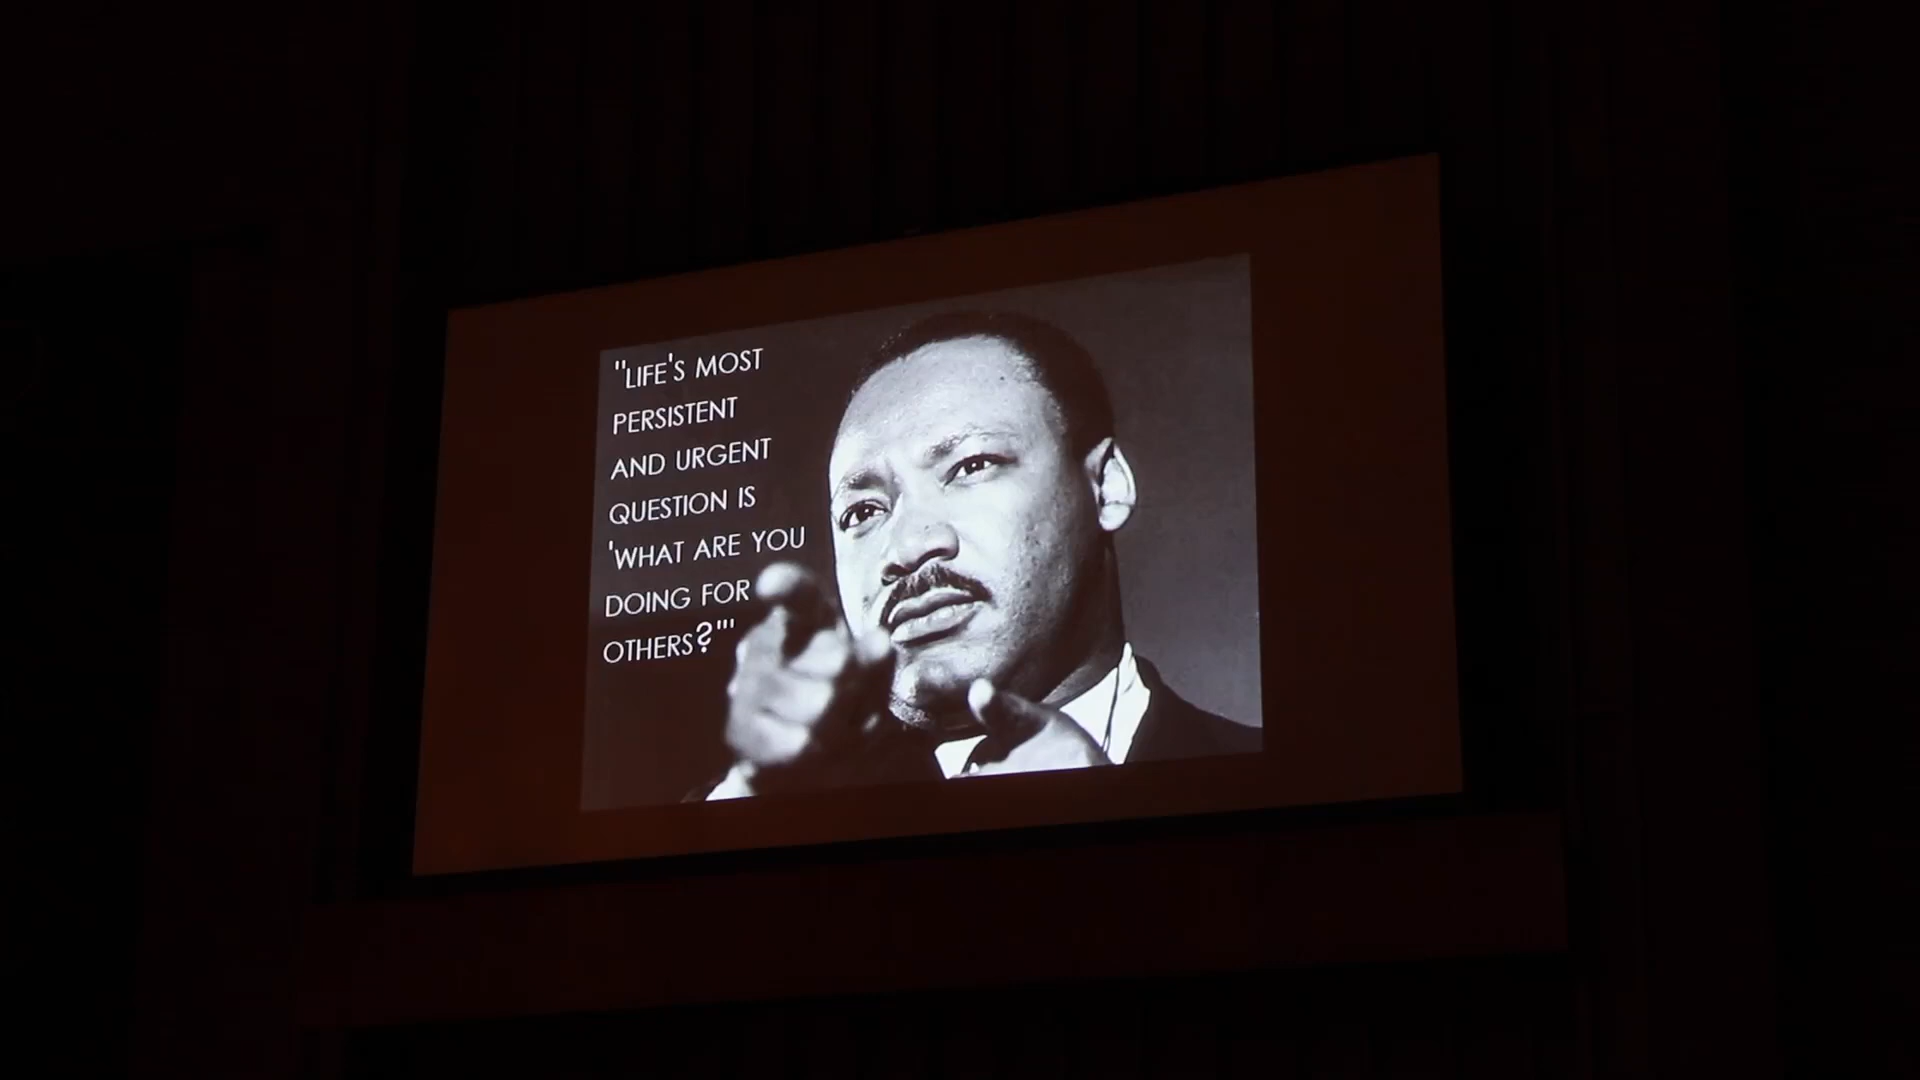 "LIFE'S MOST
PERSISTENT
AND URGENT
QUESTION IS
'WHAT ARE YOU
DOING FOR
OTHERS?'"